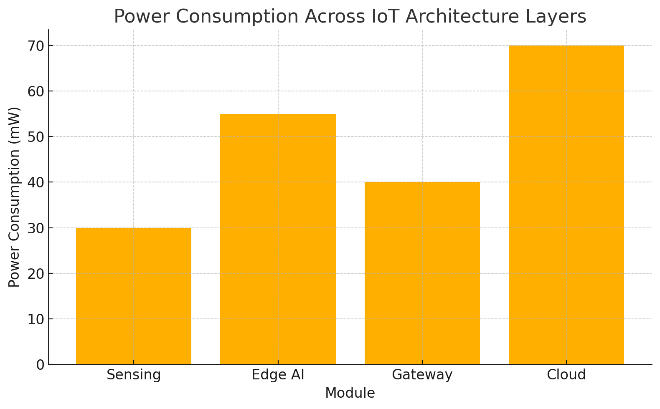 Power Consumption Across IoT Architecture Layers
Power Consumption (mW)
70
60
50
40
30
20
10
0
Sensing Edge AI Gateway Cloud
Module